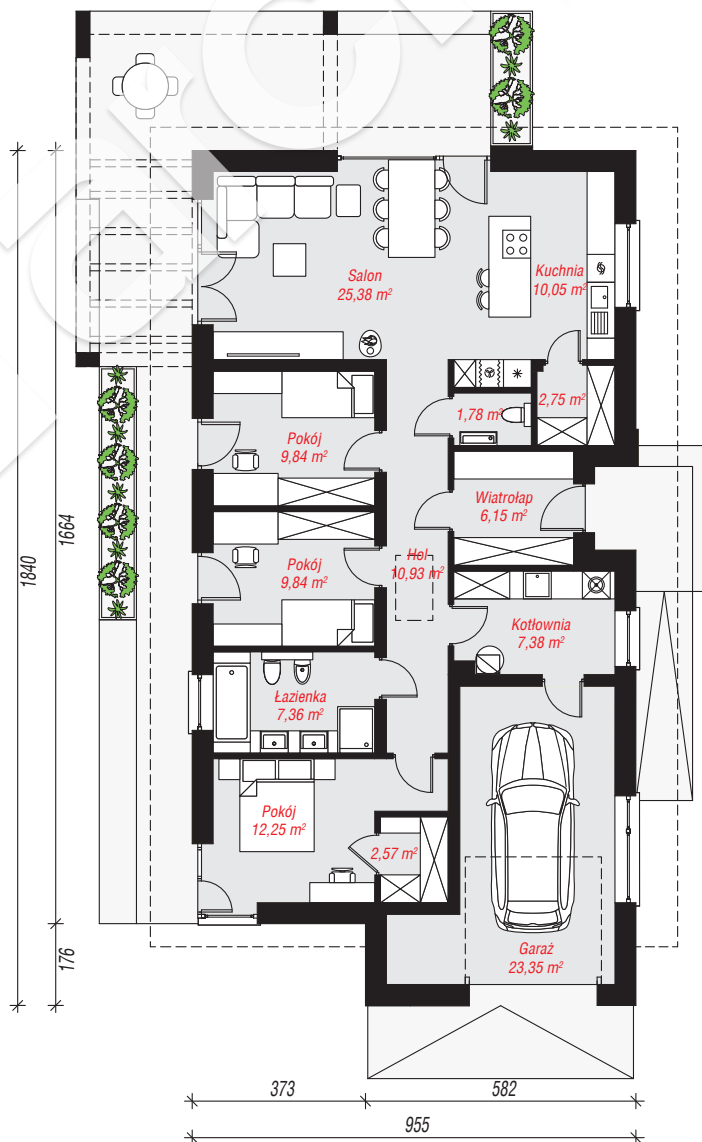 Salon
25,38 m²
Kuchnia
10,05 m²
1,78 m²
2,75 m²
Pokój
9,84 m²
Wiatrołap
6,15 m²
Pokój
9,84 m²
Hol
10,93 m²
Kotłownia
7,38 m²
Łazienka
7,36 m²
Pokój
12,25 m²
2,57 m²
Garaż
23,35 m²
1840
1664
176
373
582
955